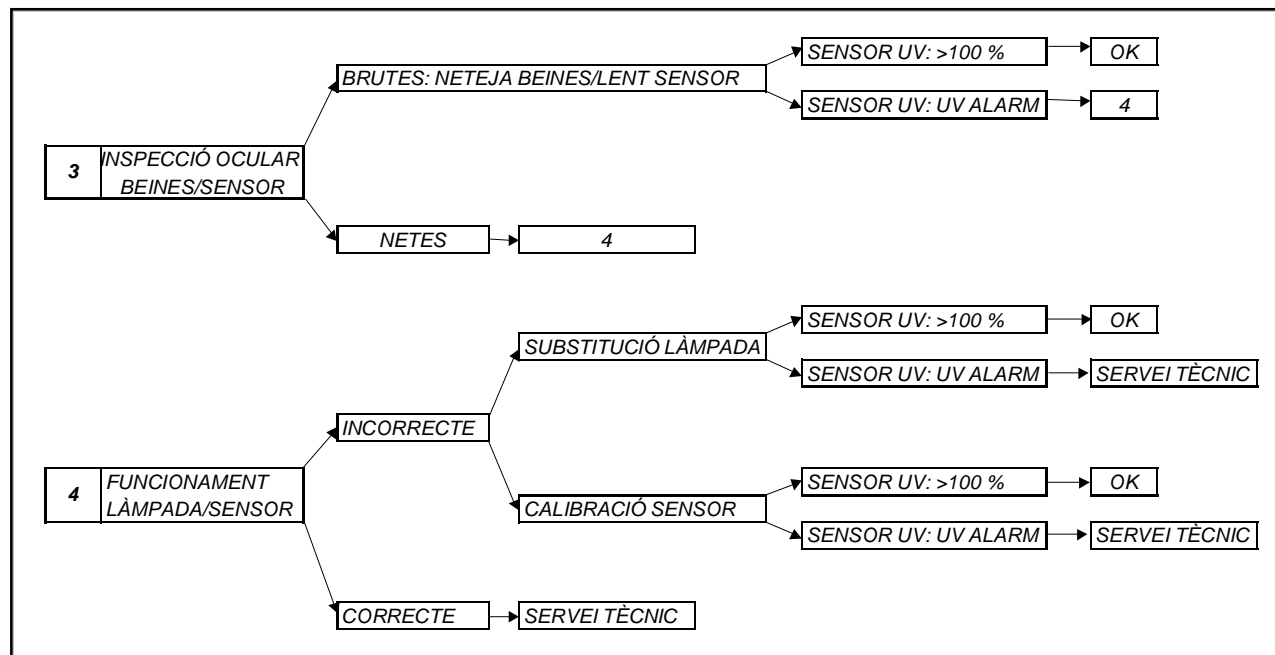 SENSOR UV: >100 %
OK
BRUTES: NETEJA BEINES/LENT SENSOR
SENSOR UV: UV ALARM
4
3
INSPECCIÓ OCULAR
BEINES/SENSOR
NETES
4
SENSOR UV: >100 %
OK
SUBSTITUCIÓ LÀMPADA
SENSOR UV: UV ALARM
SERVEI TÈCNIC
INCORRECTE
4
FUNCIONAMENT
LÀMPADA/SENSOR
SENSOR UV: >100 %
OK
CALIBRACIÓ SENSOR
SENSOR UV: UV ALARM
SERVEI TÈCNIC
CORRECTE
SERVEI TÈCNIC